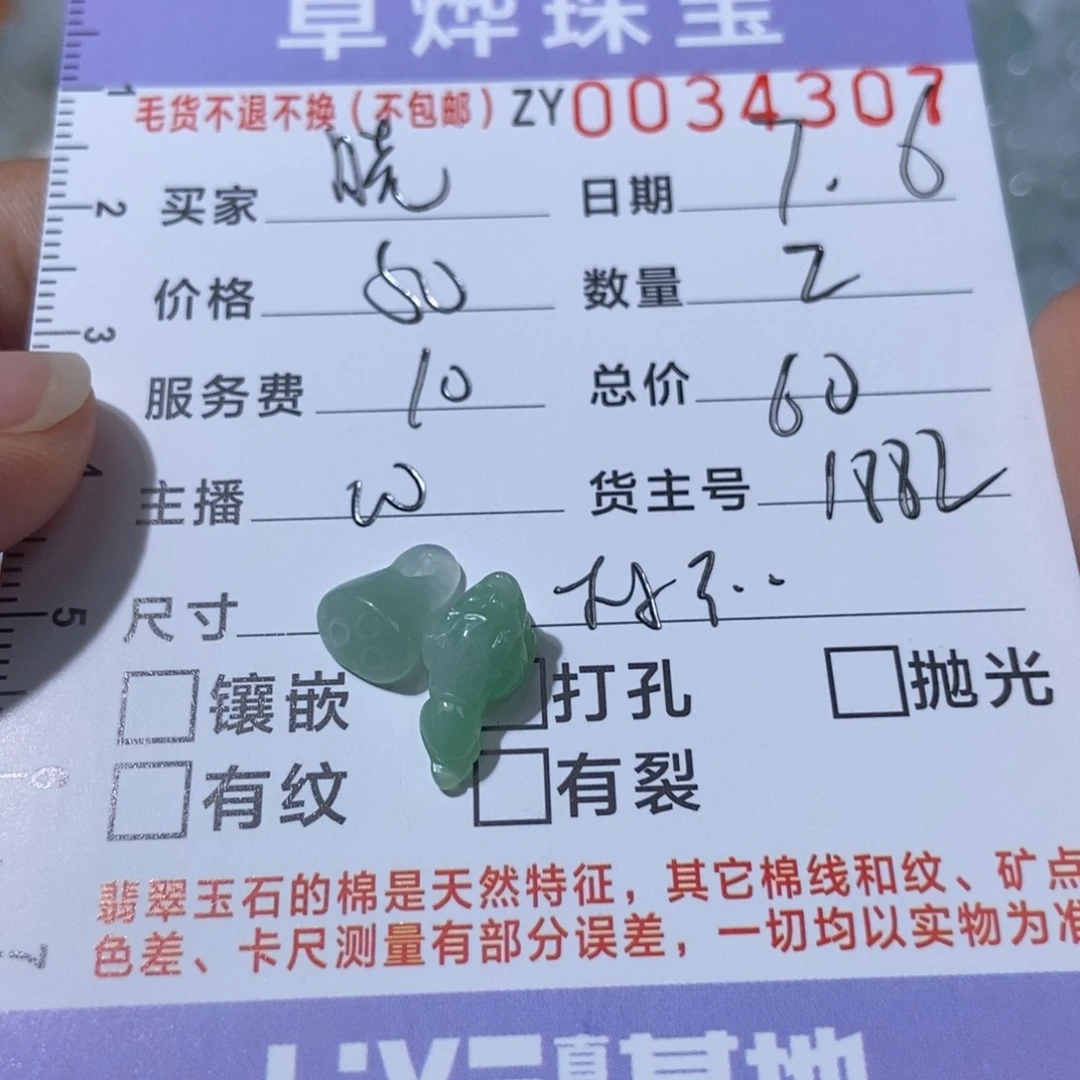 卓烨珠宝
毛货不退不换（不包邮）ZY0034307
买家 晓 日期 7.6
价格 60 数量 2
服务费 10 总价 60
主播 W 货主号 1882
尺寸
镶嵌 打孔 抛光
有纹 有裂
翡翠玉石的棉是天然特征，其它棉线和纹、矿点
色差、卡尺测量有部分误差，一切均以实物为准
基地